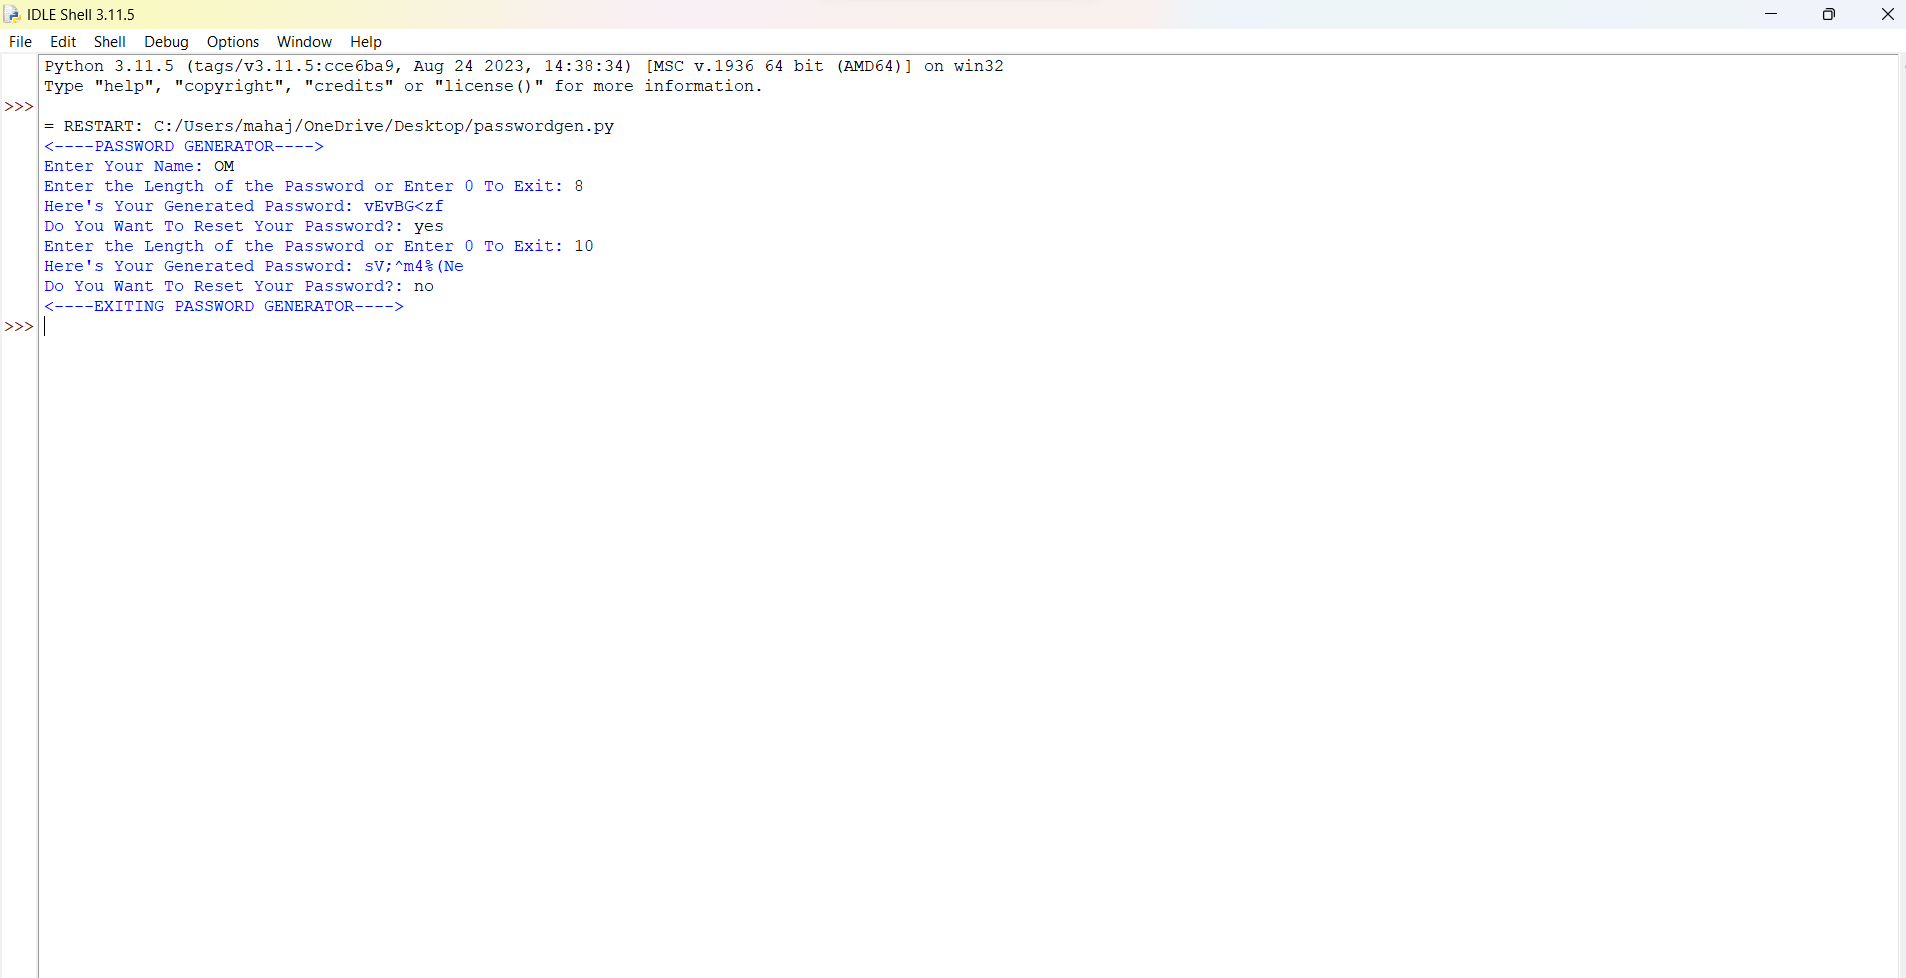 IDLE Shell 3.11.5
File Edit Shell Debug Options Window Help
Python 3.11.5 (tags/v3.11.5:cce6ba9, Aug 24 2023, 14:38:34) [MSC v.1936 64 bit (AMD64)] on win32
Type "help", "copyright", "credits" or "license()" for more information.
>>>
= RESTART: C:/Users/mahaj/OneDrive/Desktop/passwordgen.py
<----PASSWORD GENERATOR---->
Enter Your Name: OM
Enter the Length of the Password or Enter 0 To Exit: 8
Here's Your Generated Password: vEvBG<zf
Do You Want To Reset Your Password?: yes
Enter the Length of the Password or Enter 0 To Exit: 10
Here's Your Generated Password: sV;^m4%(Ne
Do You Want To Reset Your Password?: no
<----EXITING PASSWORD GENERATOR---->
>>>